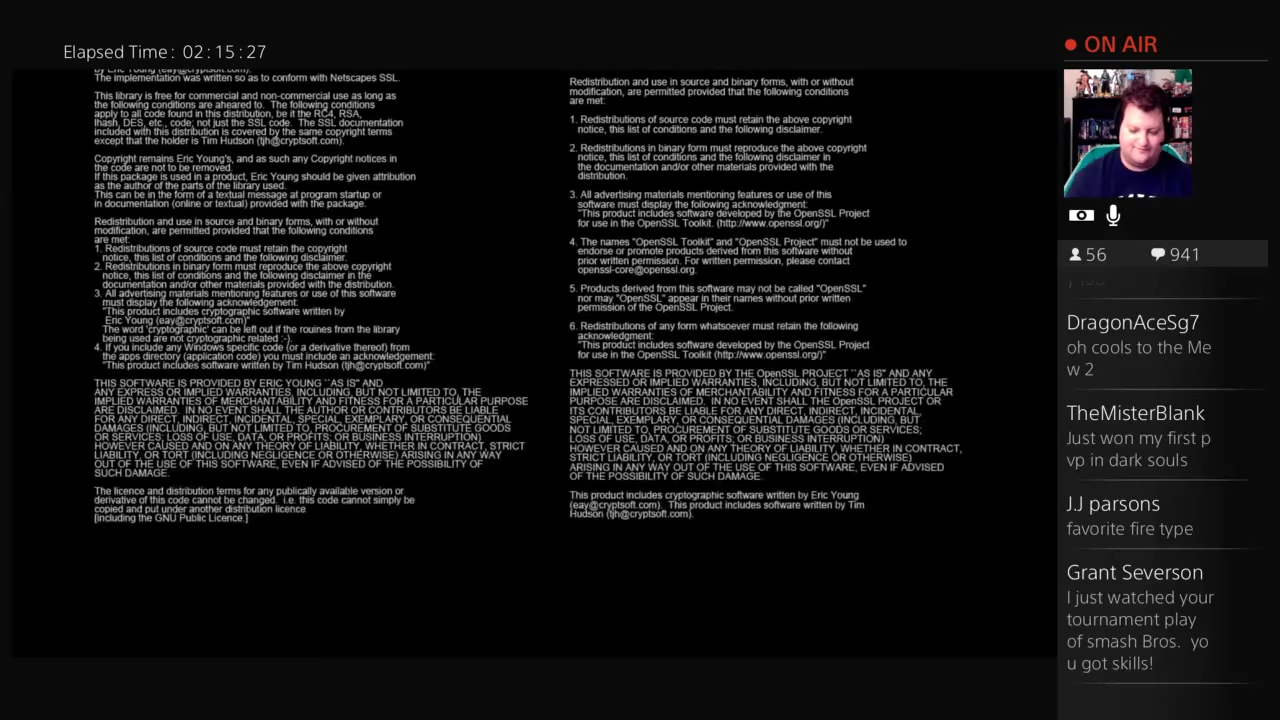 Elapsed Time: 02:15:27
by Eric Young (eay@cryptsoft.com).
The implementation was written so as to conform with Netscapes SSL.
This library is free for commercial and non-commercial use as long as
the following conditions are aheared to. The following conditions
apply to all code found in this distribution, be it the RC4, RSA,
lhash, DES, etc., code; not just the SSL code. The SSL documentation
included with this distribution is covered by the same copyright terms
except that the holder is Tim Hudson (tjh@cryptsoft.com).
Copyright remains Eric Young's, and as such any Copyright notices in
the code are not to be removed.
If this package is used in a product, Eric Young should be given attribution
as the author of the parts of the library used.
This can be in the form of a textual message at program startup or
in documentation (online or textual) provided with the package.
Redistribution and use in source and binary forms, with or without
modification, are permitted provided that the following conditions
are met:
1. Redistributions of source code must retain the copyright
notice, this list of conditions and the following disclaimer.
2. Redistributions in binary form must reproduce the above copyright
notice, this list of conditions and the following disclaimer in the
documentation and/or other materials provided with the distribution.
3. All advertising materials mentioning features or use of this software
must display the following acknowledgement:
"This product includes cryptographic software written by
Eric Young (eay@cryptsoft.com)"
The word 'cryptographic' can be left out if the rouines from the library
being used are not cryptographic related :-).
4. If you include any Windows specific code (or a derivative thereof) from
the apps directory (application code) you must include an acknowledgement:
"This product includes software written by Tim Hudson (tjh@cryptsoft.com)"
THIS SOFTWARE IS PROVIDED BY ERIC YOUNG ``AS IS'' AND
ANY EXPRESS OR IMPLIED WARRANTIES, INCLUDING, BUT NOT LIMITED TO, THE
IMPLIED WARRANTIES OF MERCHANTABILITY AND FITNESS FOR A PARTICULAR PURPOSE
ARE DISCLAIMED. IN NO EVENT SHALL THE AUTHOR OR CONTRIBUTORS BE LIABLE
FOR ANY DIRECT, INDIRECT, INCIDENTAL, SPECIAL, EXEMPLARY, OR CONSEQUENTIAL
DAMAGES (INCLUDING, BUT NOT LIMITED TO, PROCUREMENT OF SUBSTITUTE GOODS
OR SERVICES; LOSS OF USE, DATA, OR PROFITS; OR BUSINESS INTERRUPTION)
HOWEVER CAUSED AND ON ANY THEORY OF LIABILITY, WHETHER IN CONTRACT, STRICT
LIABILITY, OR TORT (INCLUDING NEGLIGENCE OR OTHERWISE) ARISING IN ANY WAY
OUT OF THE USE OF THIS SOFTWARE, EVEN IF ADVISED OF THE POSSIBILITY OF
SUCH DAMAGE.
The licence and distribution terms for any publically available version or
derivative of this code cannot be changed. i.e. this code cannot simply be
copied and put under another distribution licence
[including the GNU Public Licence.]
Redistribution and use in source and binary forms, with or without
modification, are permitted provided that the following conditions
are met:
1. Redistributions of source code must retain the above copyright
notice, this list of conditions and the following disclaimer.
2. Redistributions in binary form must reproduce the above copyright
notice, this list of conditions and the following disclaimer in
the documentation and/or other materials provided with the
distribution.
3. All advertising materials mentioning features or use of this
software must display the following acknowledgment:
"This product includes software developed by the OpenSSL Project
for use in the OpenSSL Toolkit. (http://www.openssl.org/)"
4. The names "OpenSSL Toolkit" and "OpenSSL Project" must not be used to
endorse or promote products derived from this software without
prior written permission. For written permission, please contact
openssl-core@openssl.org.
5. Products derived from this software may not be called "OpenSSL"
nor may "OpenSSL" appear in their names without prior written
permission of the OpenSSL Project.
6. Redistributions of any form whatsoever must retain the following
acknowledgment:
"This product includes software developed by the OpenSSL Project
for use in the OpenSSL Toolkit (http://www.openssl.org/)"
THIS SOFTWARE IS PROVIDED BY THE OpenSSL PROJECT ``AS IS'' AND ANY
EXPRESSED OR IMPLIED WARRANTIES, INCLUDING, BUT NOT LIMITED TO, THE
IMPLIED WARRANTIES OF MERCHANTABILITY AND FITNESS FOR A PARTICULAR
PURPOSE ARE DISCLAIMED. IN NO EVENT SHALL THE OpenSSL PROJECT OR
ITS CONTRIBUTORS BE LIABLE FOR ANY DIRECT, INDIRECT, INCIDENTAL,
SPECIAL, EXEMPLARY, OR CONSEQUENTIAL DAMAGES (INCLUDING, BUT
NOT LIMITED TO, PROCUREMENT OF SUBSTITUTE GOODS OR SERVICES;
LOSS OF USE, DATA, OR PROFITS; OR BUSINESS INTERRUPTION)
HOWEVER CAUSED AND ON ANY THEORY OF LIABILITY, WHETHER IN CONTRACT,
STRICT LIABILITY, OR TORT (INCLUDING NEGLIGENCE OR OTHERWISE)
ARISING IN ANY WAY OUT OF THE USE OF THIS SOFTWARE, EVEN IF ADVISED
OF THE POSSIBILITY OF SUCH DAMAGE.
This product includes cryptographic software written by Eric Young
(eay@cryptsoft.com). This product includes software written by Tim
Hudson (tjh@cryptsoft.com).
ON AIR
56 941
DragonAceSg7
oh cools to the Me
w 2
TheMisterBlank
Just won my first p
vp in dark souls
J.J parsons
favorite fire type
Grant Severson
I just watched your
tournament play
of smash Bros. yo
u got skills!